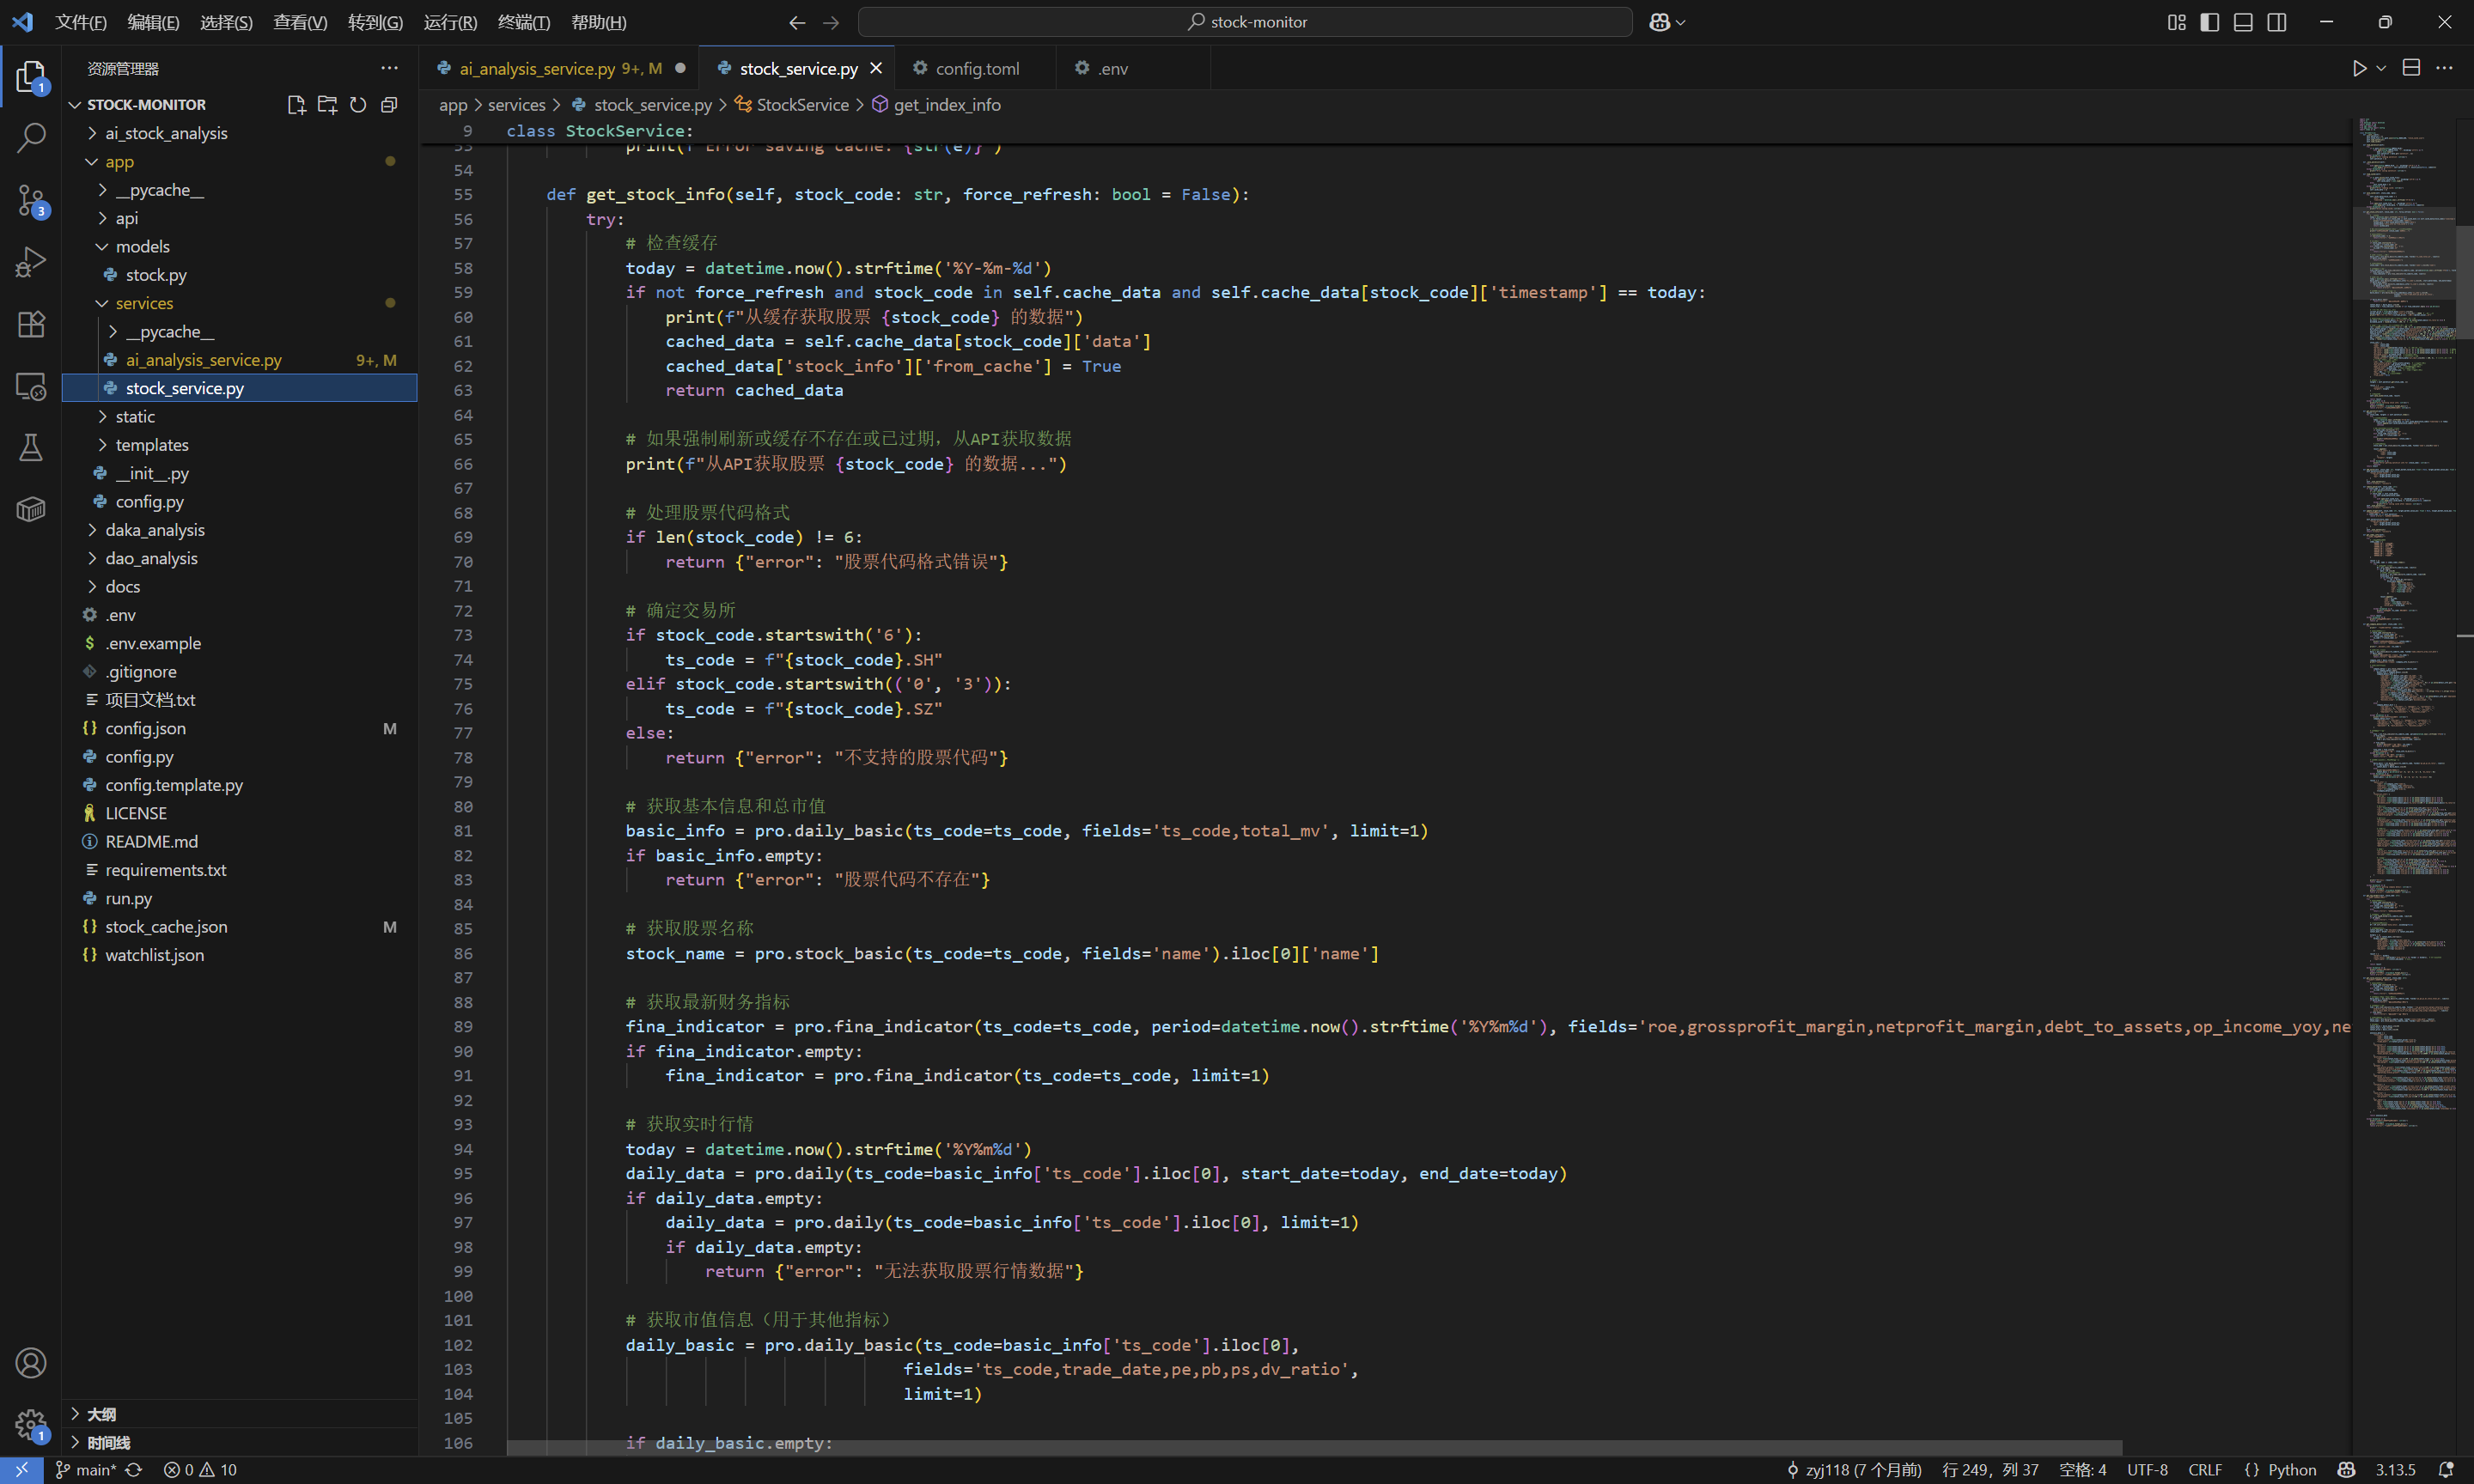 文件(F) 编辑(E) 选择(S) 查看(V) 转到(G) 运行(R) 终端(T) 帮助(H)
stock-monitor
资源管理器
STOCK-MONITOR
ai_stock_analysis
app
__pycache__
api
models
stock.py
services
__pycache__
ai_analysis_service.py 9+, M
stock_service.py
static
templates
__init__.py
config.py
daka_analysis
dao_analysis
docs
.env
.env.example
.gitignore
项目文档.txt
config.json M
config.py
config.template.py
LICENSE
README.md
requirements.txt
run.py
stock_cache.json M
watchlist.json
大纲
时间线
1
3
1
ai_analysis_service.py 9+, M
stock_service.py
config.toml
.env
app > services > stock_service.py > StockService > get_index_info
9 class StockService:
53 print(f"Error saving cache: {str(e)}")
54
55 def get_stock_info(self, stock_code: str, force_refresh: bool = False):
56 try:
57 # 检查缓存
58 today = datetime.now().strftime('%Y-%m-%d')
59 if not force_refresh and stock_code in self.cache_data and self.cache_data[stock_code]['timestamp'] == today:
60 print(f"从缓存获取股票 {stock_code} 的数据")
61 cached_data = self.cache_data[stock_code]['data']
62 cached_data['stock_info']['from_cache'] = True
63 return cached_data
64
65 # 如果强制刷新或缓存不存在或已过期，从API获取数据
66 print(f"从API获取股票 {stock_code} 的数据...")
67
68 # 处理股票代码格式
69 if len(stock_code) != 6:
70 return {"error": "股票代码格式错误"}
71
72 # 确定交易所
73 if stock_code.startswith('6'):
74 ts_code = f"{stock_code}.SH"
75 elif stock_code.startswith(('0', '3')):
76 ts_code = f"{stock_code}.SZ"
77 else:
78 return {"error": "不支持的股票代码"}
79
80 # 获取基本信息和总市值
81 basic_info = pro.daily_basic(ts_code=ts_code, fields='ts_code,total_mv', limit=1)
82 if basic_info.empty:
83 return {"error": "股票代码不存在"}
84
85 # 获取股票名称
86 stock_name = pro.stock_basic(ts_code=ts_code, fields='name').iloc[0]['name']
87
88 # 获取最新财务指标
89 fina_indicator = pro.fina_indicator(ts_code=ts_code, period=datetime.now().strftime('%Y%m%d'), fields='roe,grossprofit_margin,netprofit_margin,debt_to_assets,op_income_yoy,ne
90 if fina_indicator.empty:
91 fina_indicator = pro.fina_indicator(ts_code=ts_code, limit=1)
92
93 # 获取实时行情
94 today = datetime.now().strftime('%Y%m%d')
95 daily_data = pro.daily(ts_code=basic_info['ts_code'].iloc[0], start_date=today, end_date=today)
96 if daily_data.empty:
97 daily_data = pro.daily(ts_code=basic_info['ts_code'].iloc[0], limit=1)
98 if daily_data.empty:
99 return {"error": "无法获取股票行情数据"}
100
101 # 获取市值信息（用于其他指标）
102 daily_basic = pro.daily_basic(ts_code=basic_info['ts_code'].iloc[0],
103 fields='ts_code,trade_date,pe,pb,ps,dv_ratio',
104 limit=1)
105
106 if daily_basic.empty:
main* 0 10
zyj118 (7 个月前) 行 249，列 37 空格: 4 UTF-8 CRLF {} Python 3.13.5